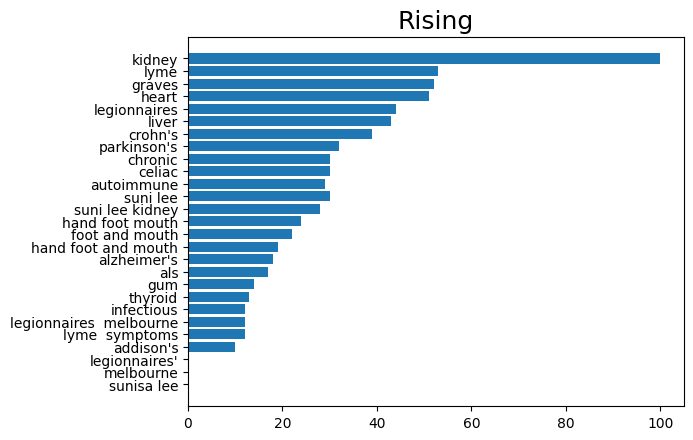 Rising
kidney
lyme
graves
heart
legionnaires
liver
crohn's
parkinson's
chronic
celiac
autoimmune
suni lee
suni lee kidney
hand foot mouth
foot and mouth
hand foot and mouth
alzheimer's
als
gum
thyroid
infectious
legionnaires  melbourne
lyme  symptoms
addison's
legionnaires'
melbourne
sunisa lee
0 20 40 60 80 100